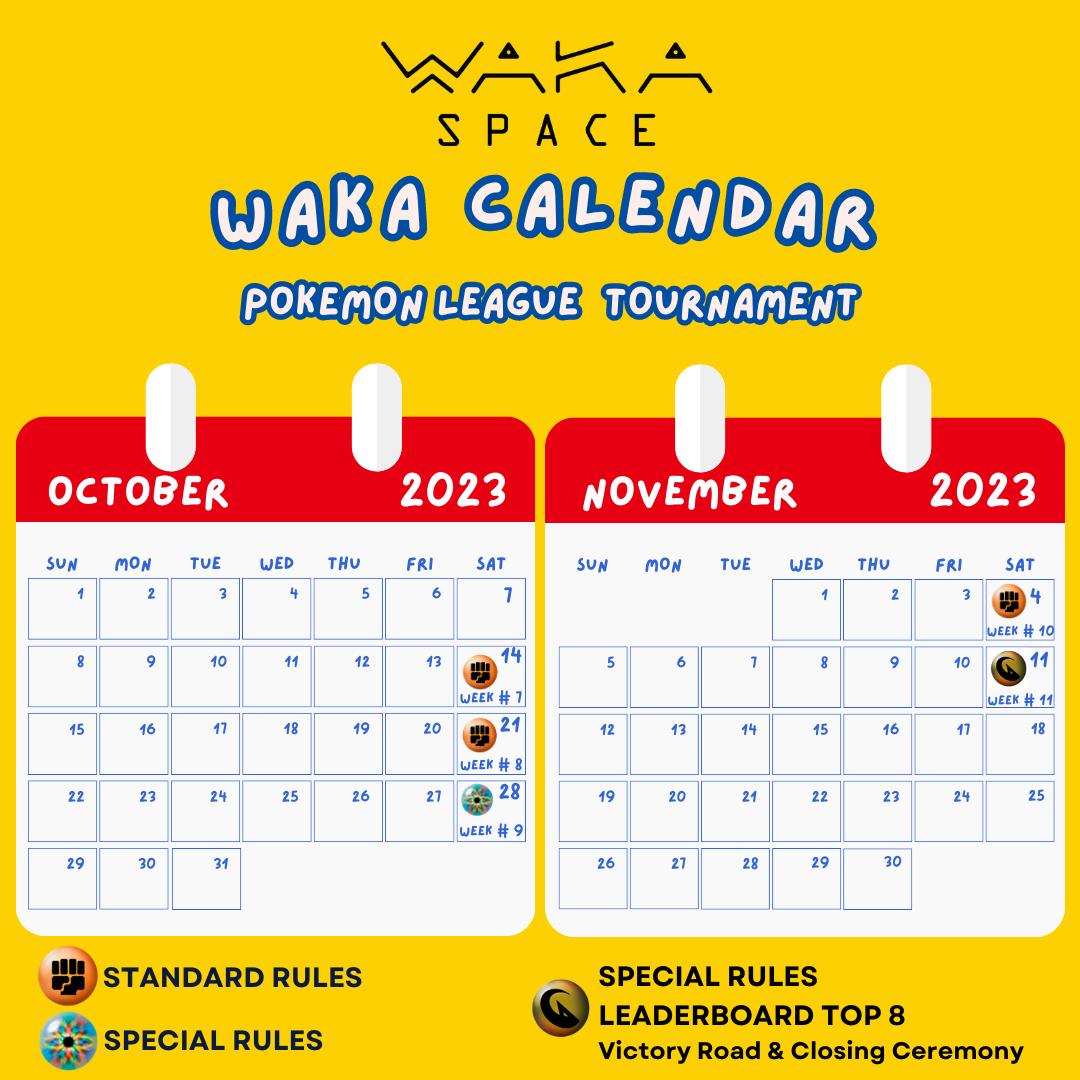 WAKA
SPACE
WAKA CALENDAR
POKEMON LEAGUE TOURNAMENT
OCTOBER 2023
SUN MON TUE WED THU FRI SAT
1 2 3 4 5 6 7
8 9 10 11 12 13 14
WEEK # 7
15 16 17 18 19 20 21
WEEK # 8
22 23 24 25 26 27 28
WEEK # 9
29 30 31
NOVEMBER 2023
SUN MON TUE WED THU FRI SAT
1 2 3 4
WEEK # 10
5 6 7 8 9 10 11
WEEK # 11
12 13 14 15 16 17 18
19 20 21 22 23 24 25
26 27 28 29 30
STANDARD RULES
SPECIAL RULES
SPECIAL RULES
LEADERBOARD TOP 8
Victory Road & Closing Ceremony